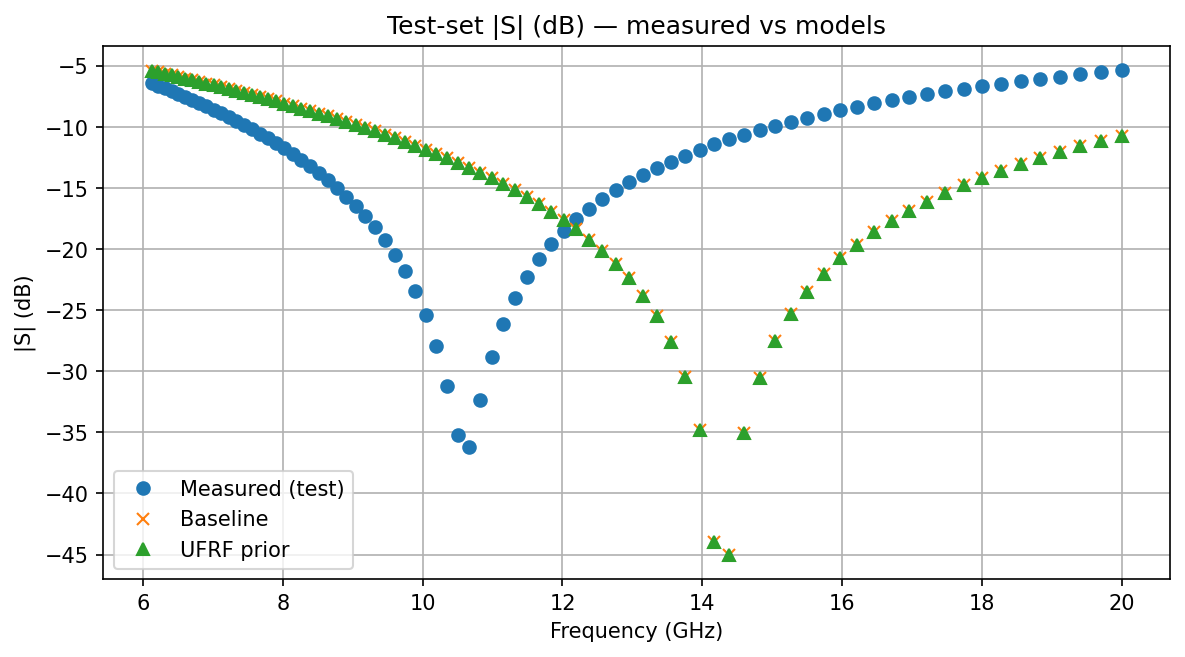 Test-set |S| (dB) — measured vs models
−5
−10
−15
−20
−25
−30
−35
−40
−45
|S| (dB)
Measured (test)
Baseline
UFRF prior
6 8 10 12 14 16 18 20
Frequency (GHz)